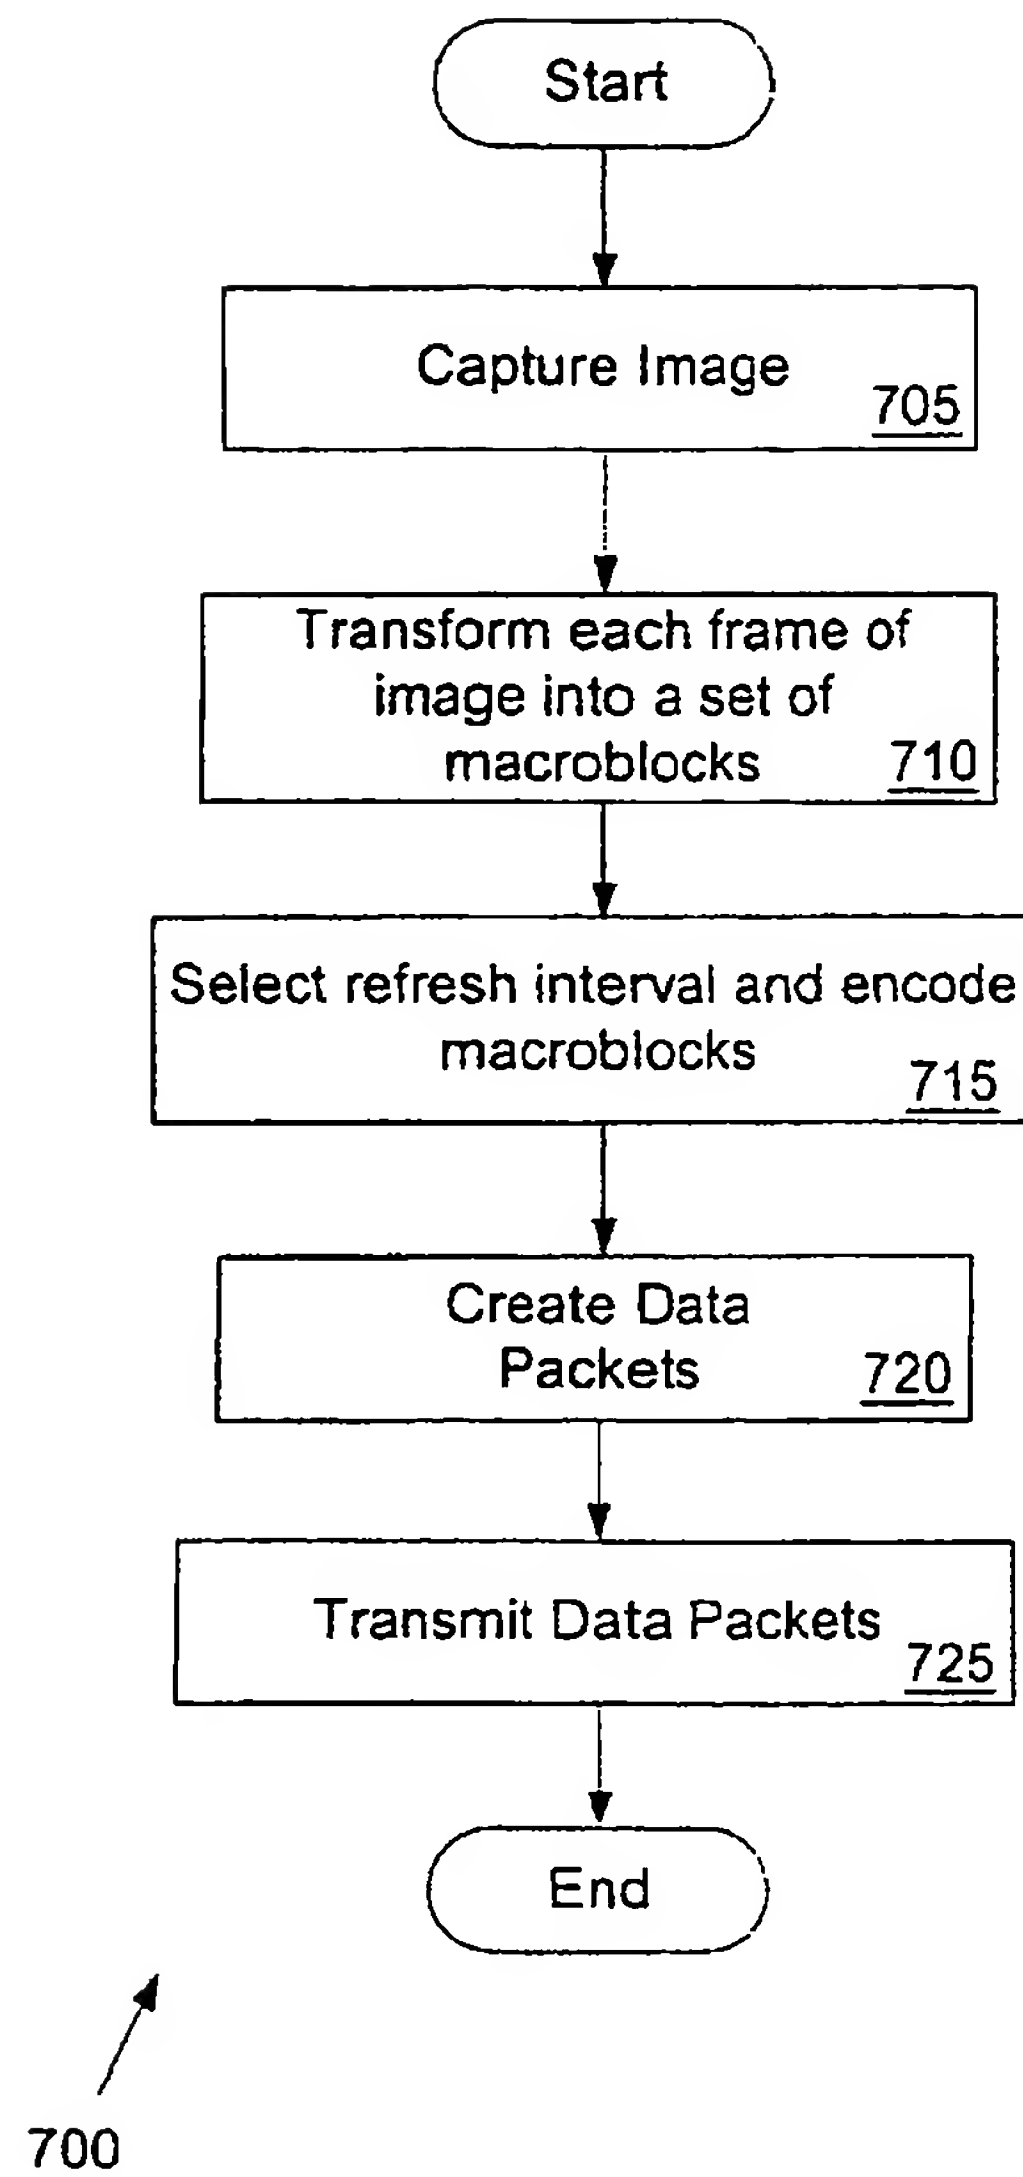 Start
Capture Image
705
Transform each frame of
image into a set of
macroblocks
710
Select refresh interval and encode
macroblocks
715
Create Data
Packets
720
Transmit Data Packets
725
End
700